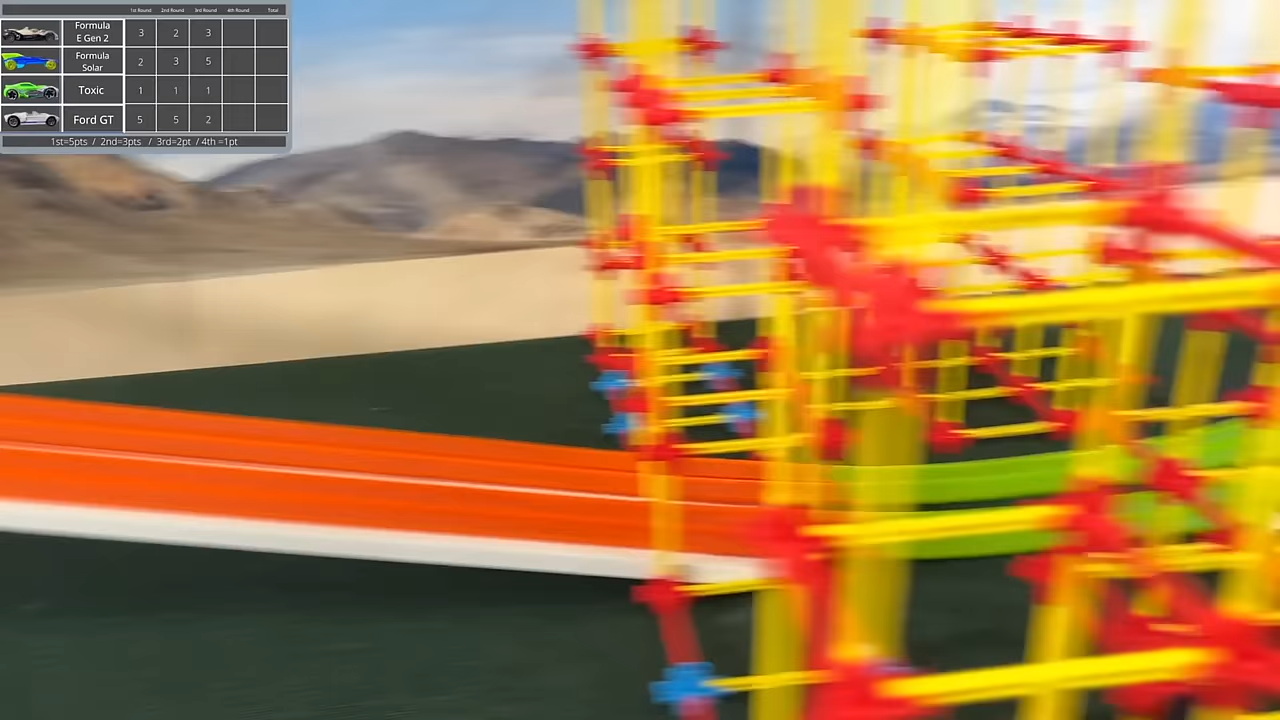 1st Round 2nd Round 3rd Round 4th Round Total
Formula
E Gen 2 3 2 3
Formula
Solar 2 3 5
Toxic 1 1 1
Ford GT 5 5 2
1st=5pts / 2nd=3pts / 3rd=2pt / 4th =1pt